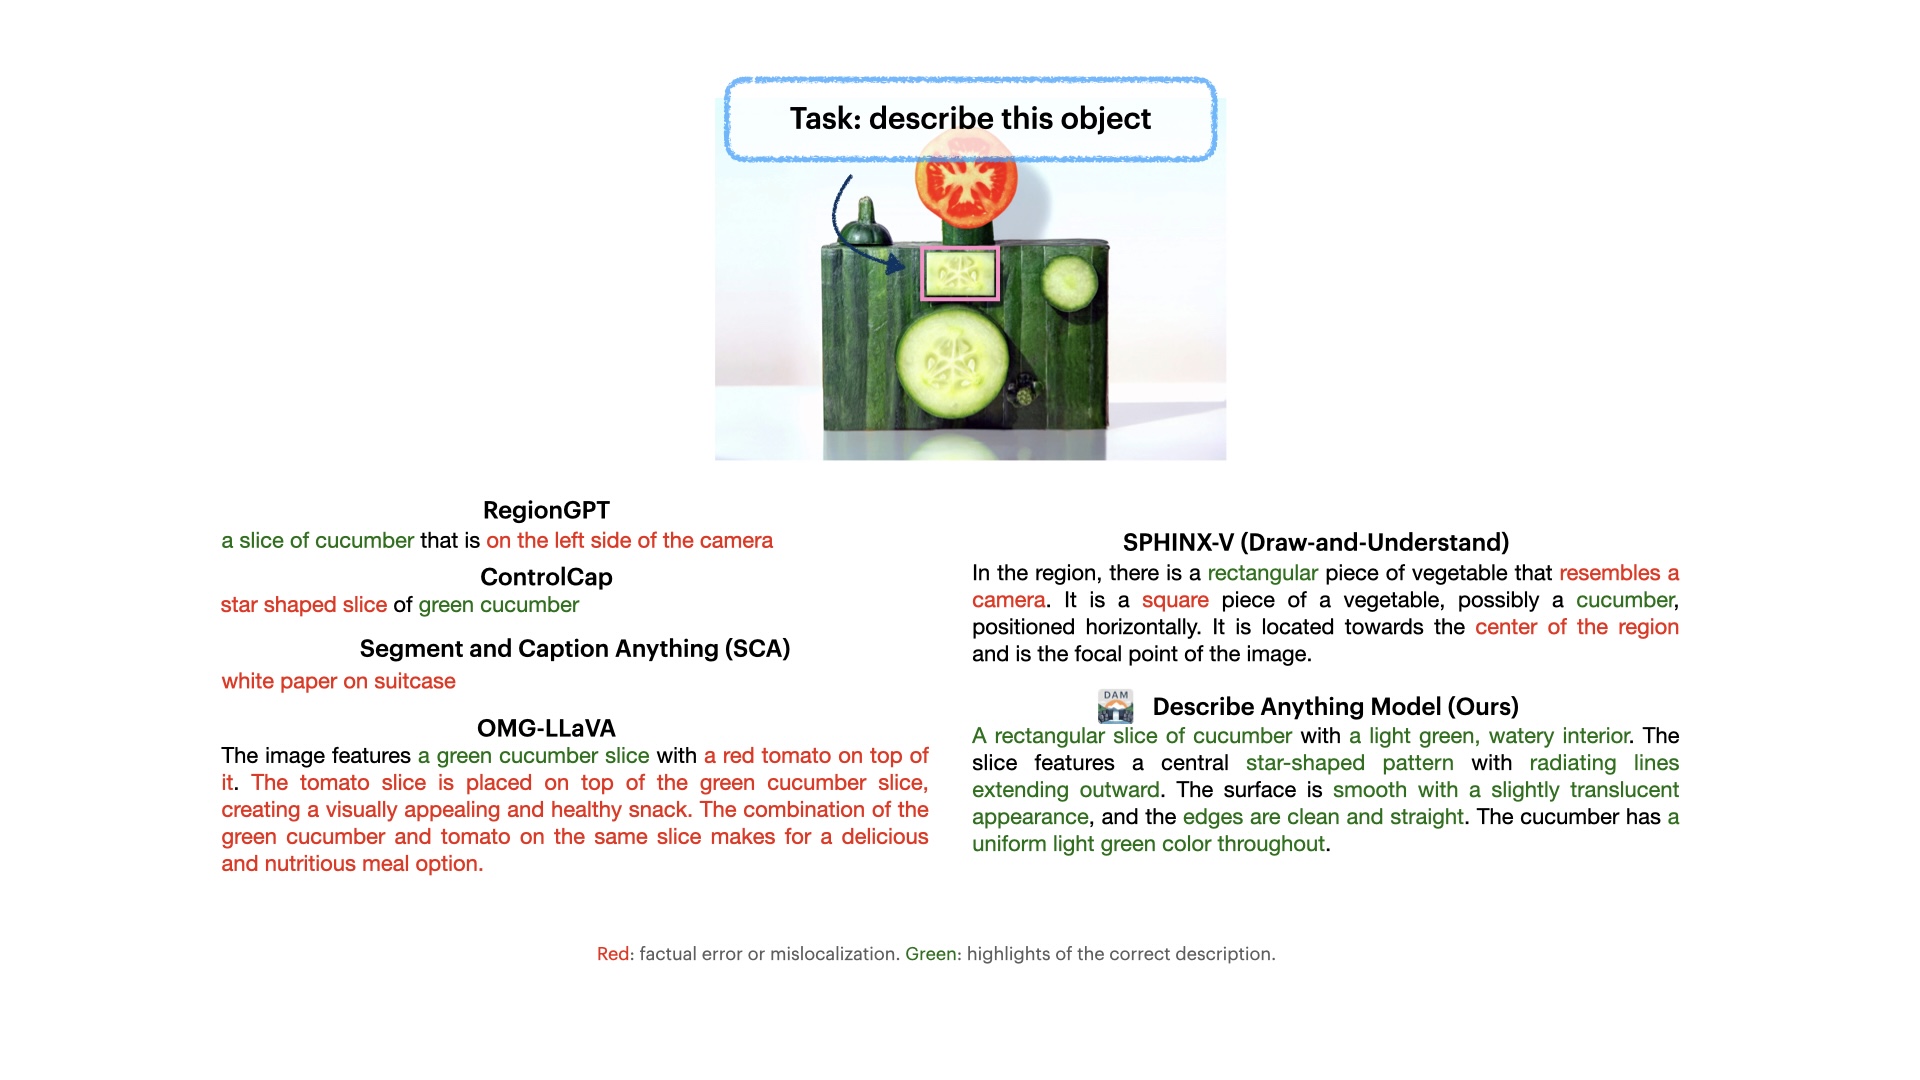 Task: describe this object
RegionGPT
a slice of cucumber that is on the left side of the camera
ControlCap
star shaped slice of green cucumber
Segment and Caption Anything (SCA)
white paper on suitcase
OMG-LLaVA
The image features a green cucumber slice with a red tomato on top of
it. The tomato slice is placed on top of the green cucumber slice,
creating a visually appealing and healthy snack. The combination of the
green cucumber and tomato on the same slice makes for a delicious
and nutritious meal option.
SPHINX-V (Draw-and-Understand)
In the region, there is a rectangular piece of vegetable that resembles a
camera. It is a square piece of a vegetable, possibly a cucumber,
positioned horizontally. It is located towards the center of the region
and is the focal point of the image.
DAM
Describe Anything Model (Ours)
A rectangular slice of cucumber with a light green, watery interior. The
slice features a central star-shaped pattern with radiating lines
extending outward. The surface is smooth with a slightly translucent
appearance, and the edges are clean and straight. The cucumber has a
uniform light green color throughout.
Red: factual error or mislocalization. Green: highlights of the correct description.